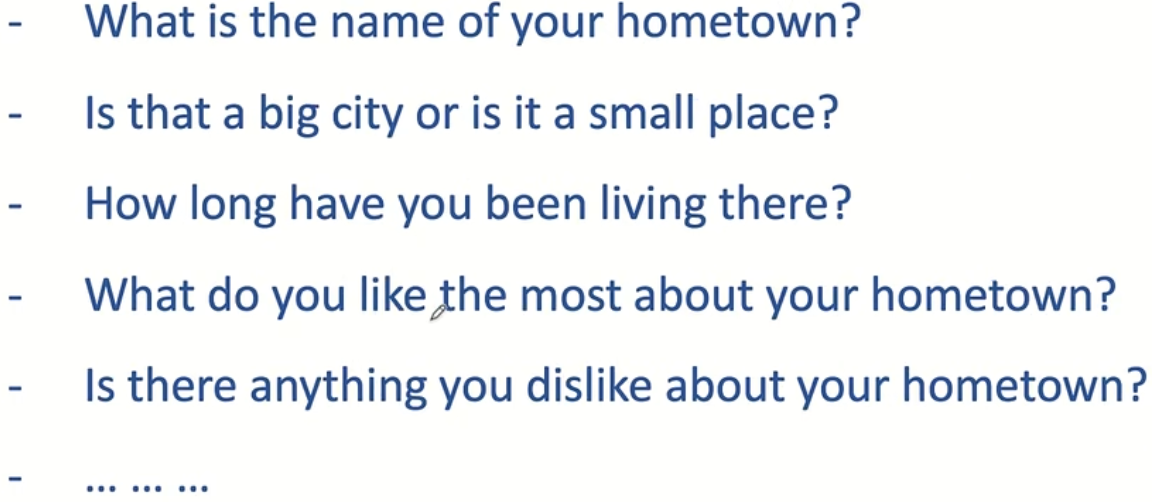 - What is the name of your hometown?
- Is that a big city or is it a small place?
- How long have you been living there?
- What do you like the most about your hometown?
- Is there anything you dislike about your hometown?
- ... ... ...